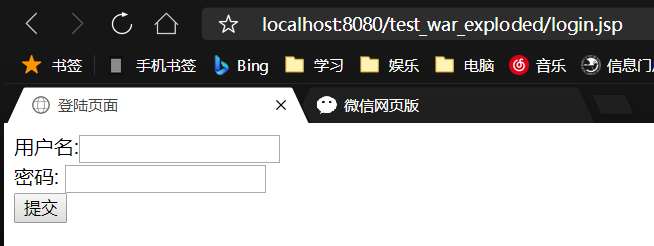 localhost:8080/test_war_exploded/login.jsp
书签 手机书签 Bing 学习 娱乐 电脑 音乐 信息门户
登陆页面 微信网页版
用户名:
密码:
提交